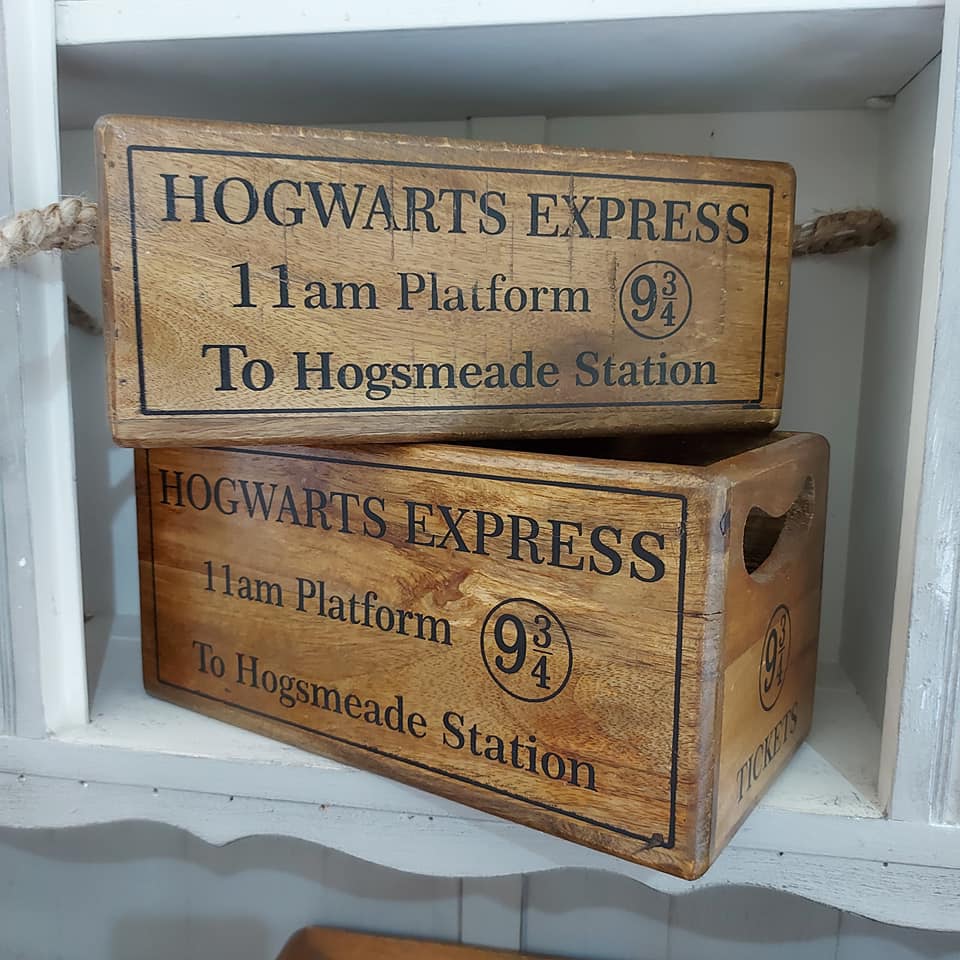 HOGWARTS EXPRESS
11am Platform 9¾
To Hogsmeade Station
HOGWARTS EXPRESS
11am Platform 9¾
To Hogsmeade Station
9¾
TICKETS